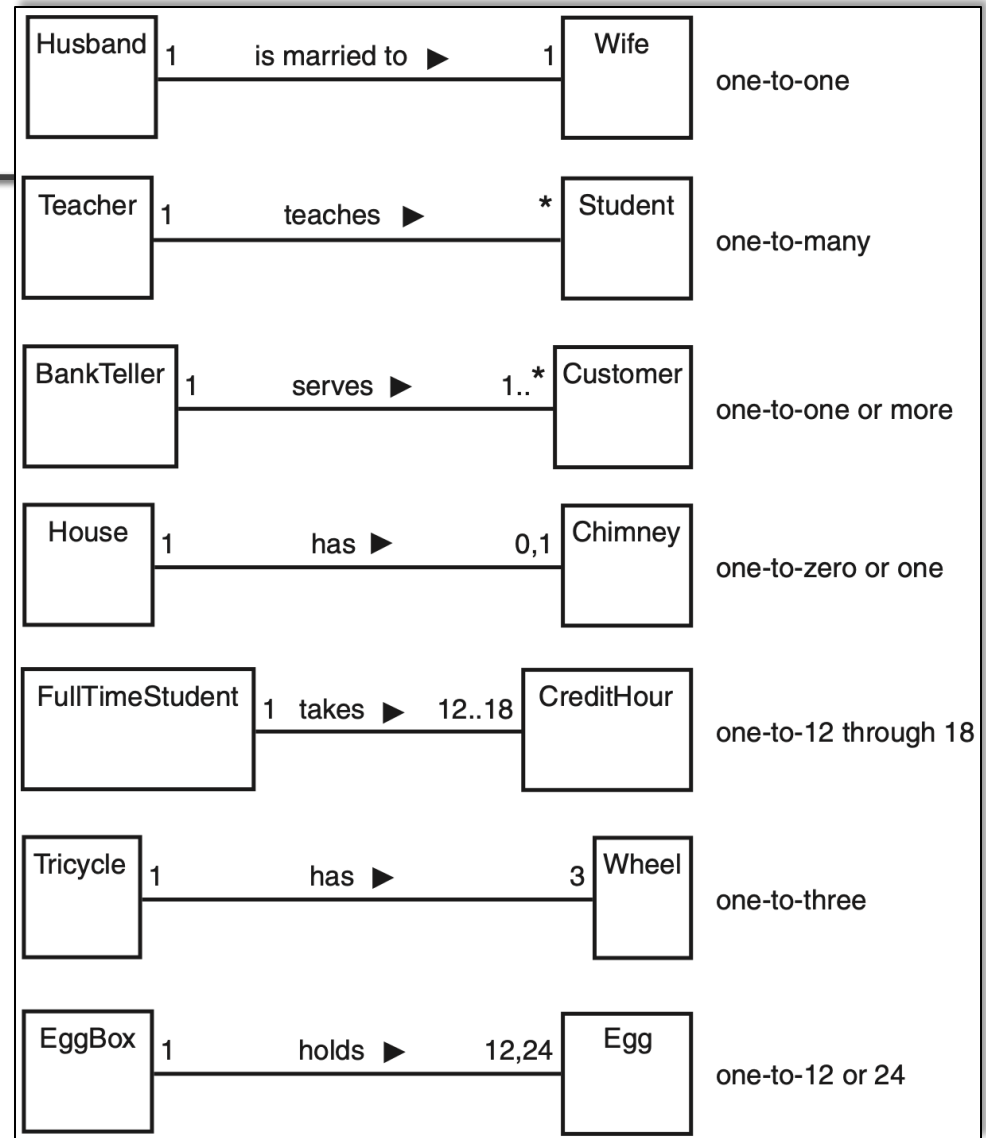 Husband 1 is married to ► 1 Wife
one-to-one
Teacher 1 teaches ► * Student
one-to-many
BankTeller 1 serves ► 1..* Customer
one-to-one or more
House 1 has ► 0,1 Chimney
one-to-zero or one
FullTimeStudent 1 takes ► 12..18 CreditHour
one-to-12 through 18
Tricycle 1 has ► 3 Wheel
one-to-three
EggBox 1 holds ► 12,24 Egg
one-to-12 or 24